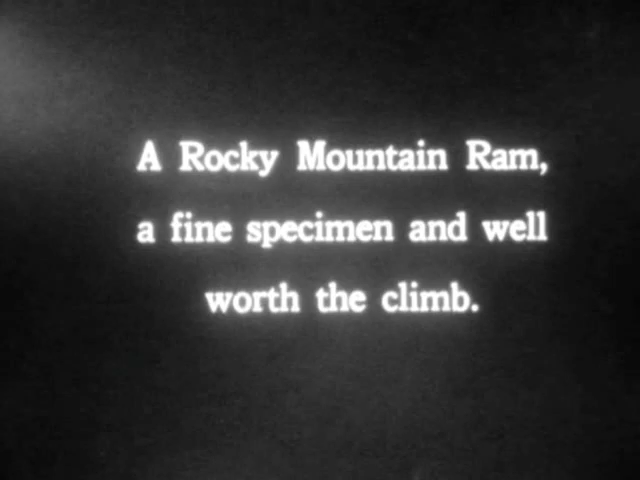 A Rocky Mountain Ram,
a fine specimen and well
worth the climb.